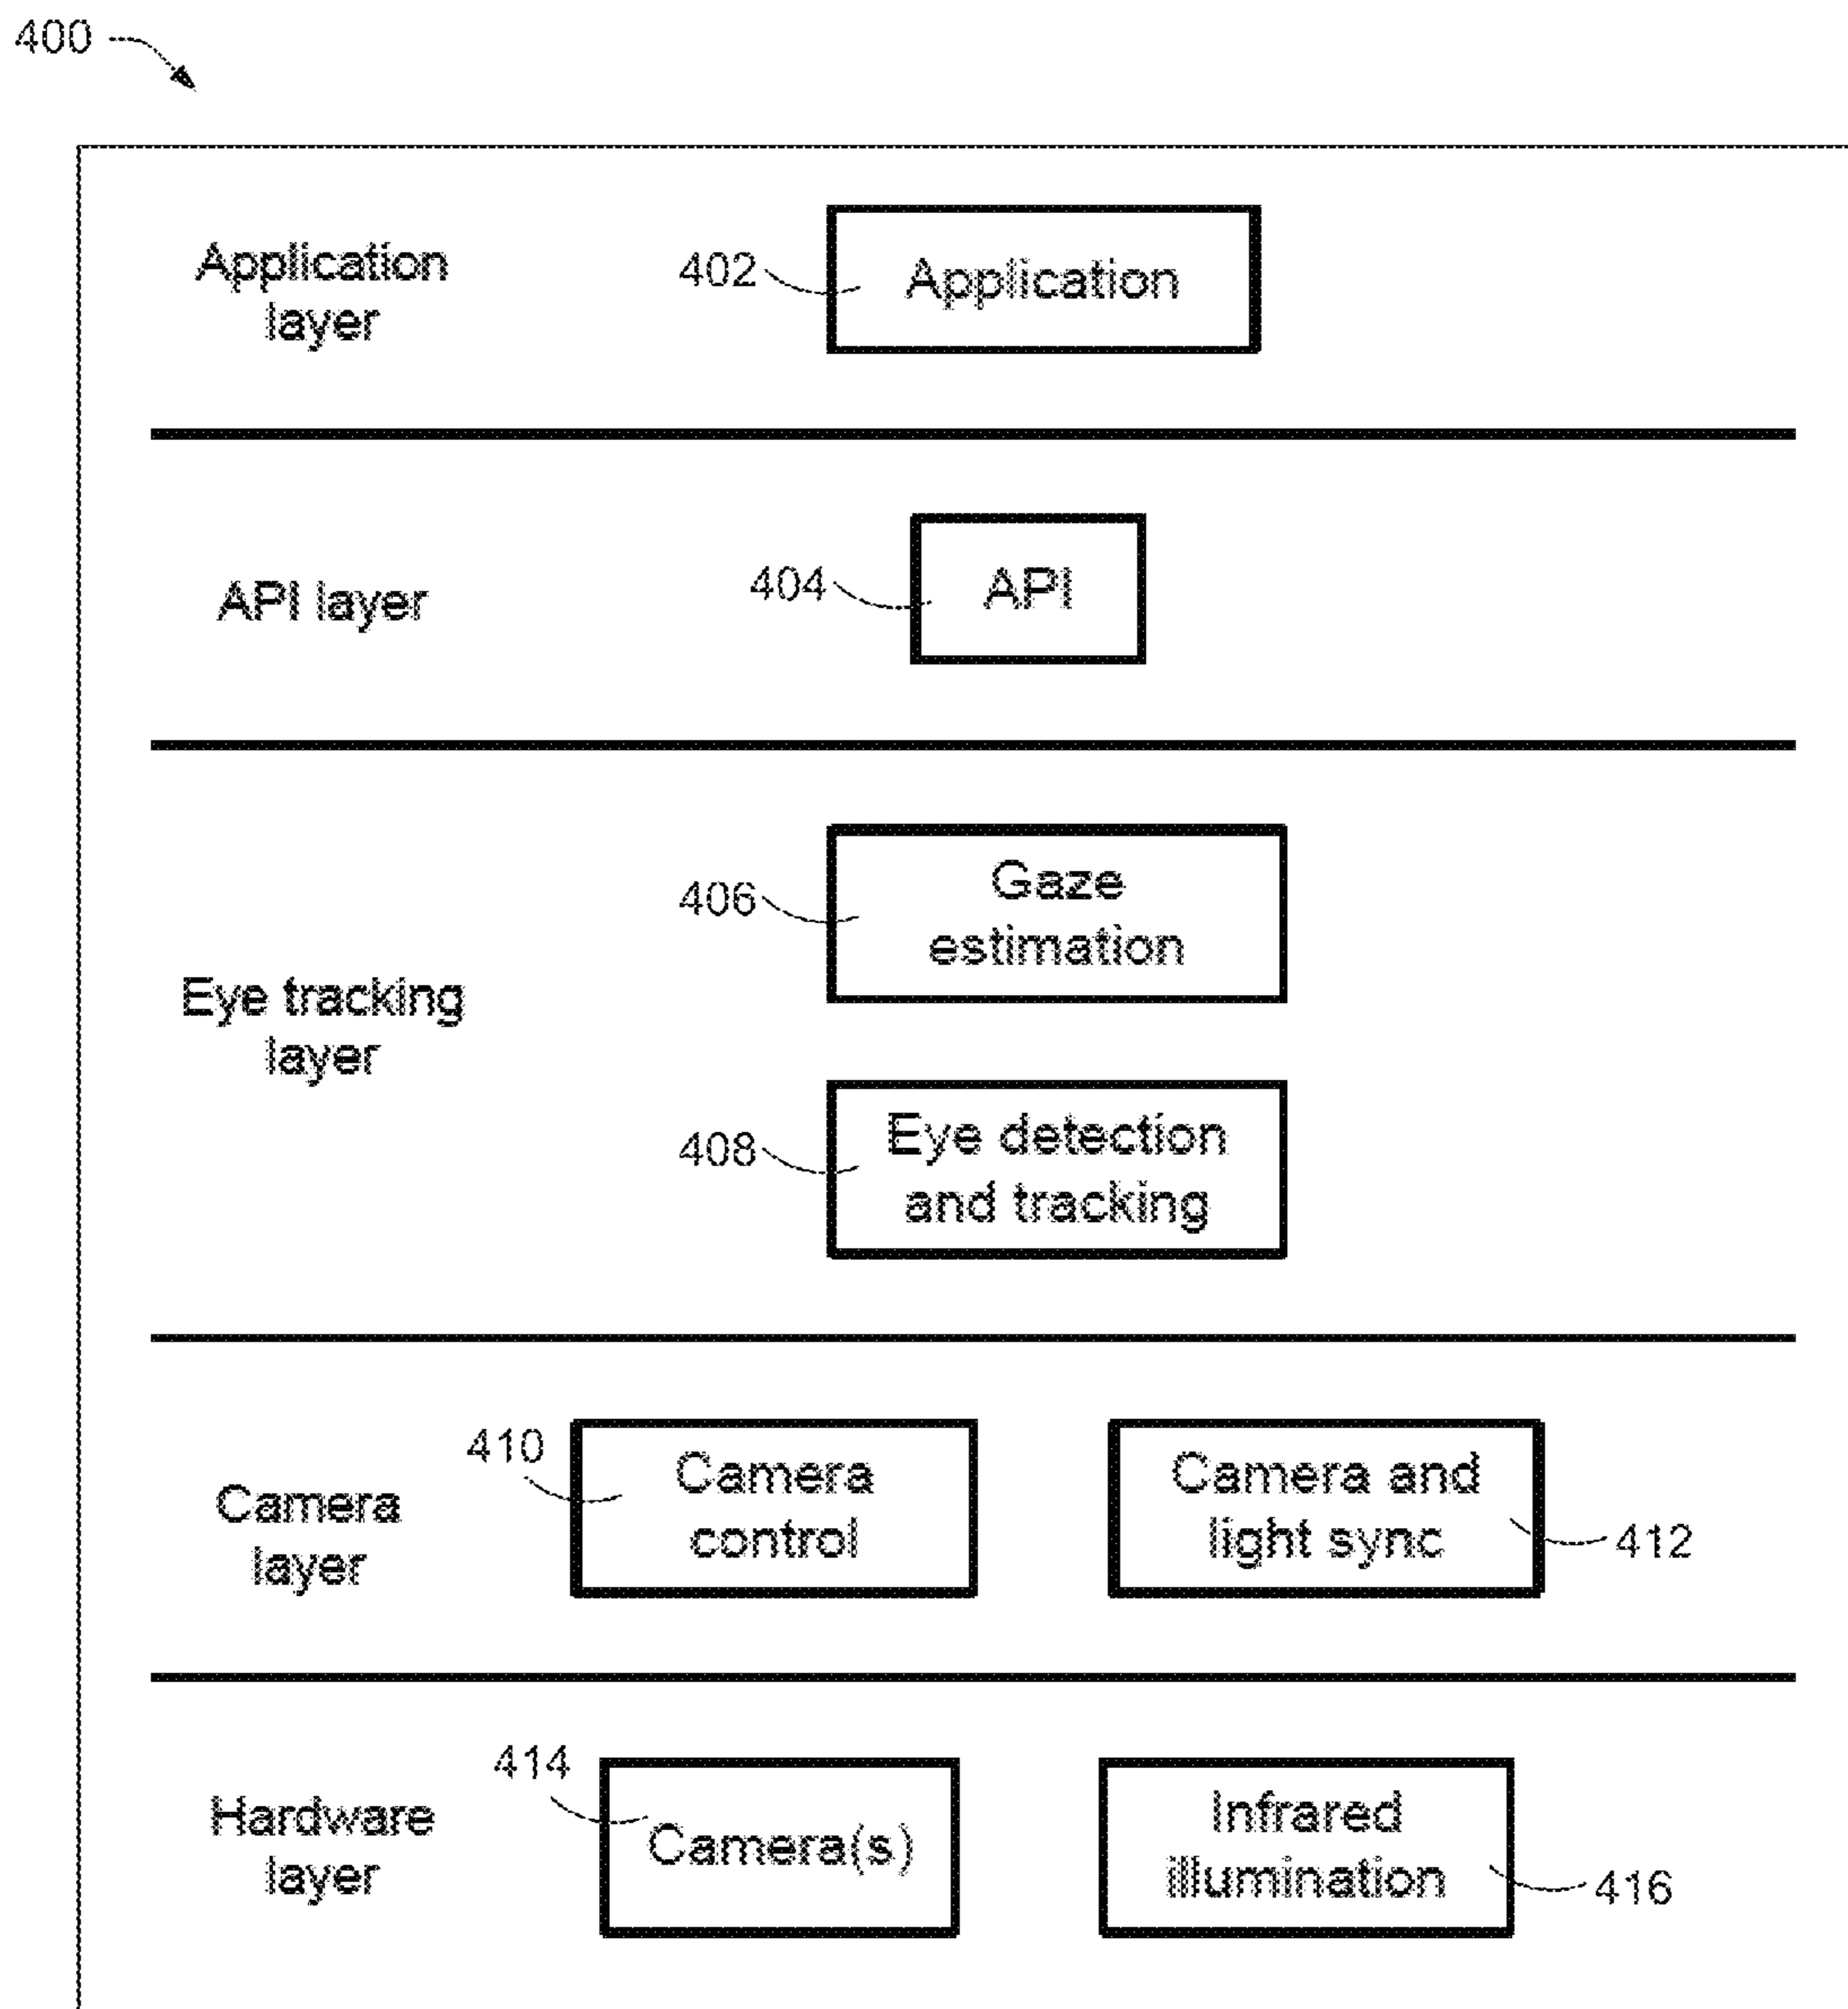 400
Application
layer
402
Application
API layer
404
API
Eye tracking
layer
406
Gaze
estimation
408
Eye detection
and tracking
Camera
layer
410
Camera
control
Camera and
light sync
412
Hardware
layer
414
Camera(s)
Infrared
illumination
416